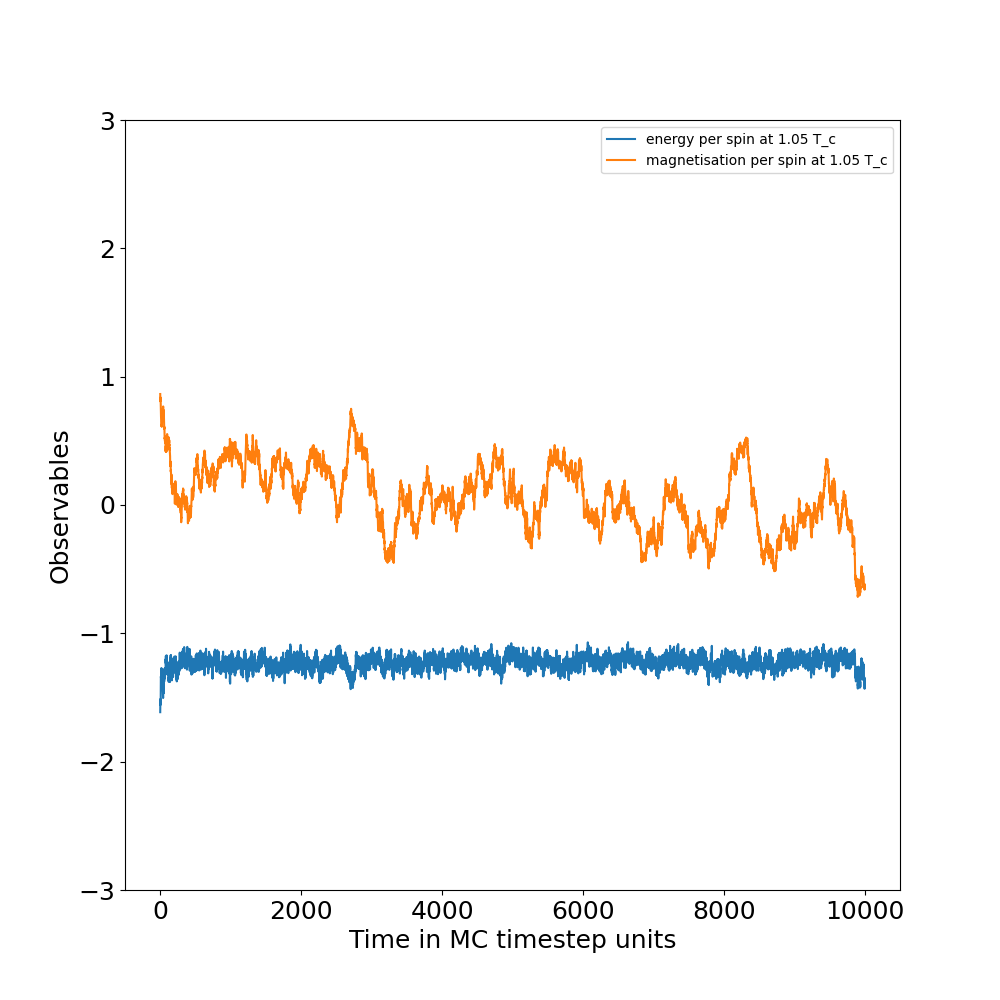 energy per spin at 1.05 T_c
magnetisation per spin at 1.05 T_c
3
2
1
0
−1
−2
−3
Observables
0 2000 4000 6000 8000 10000
Time in MC timestep units